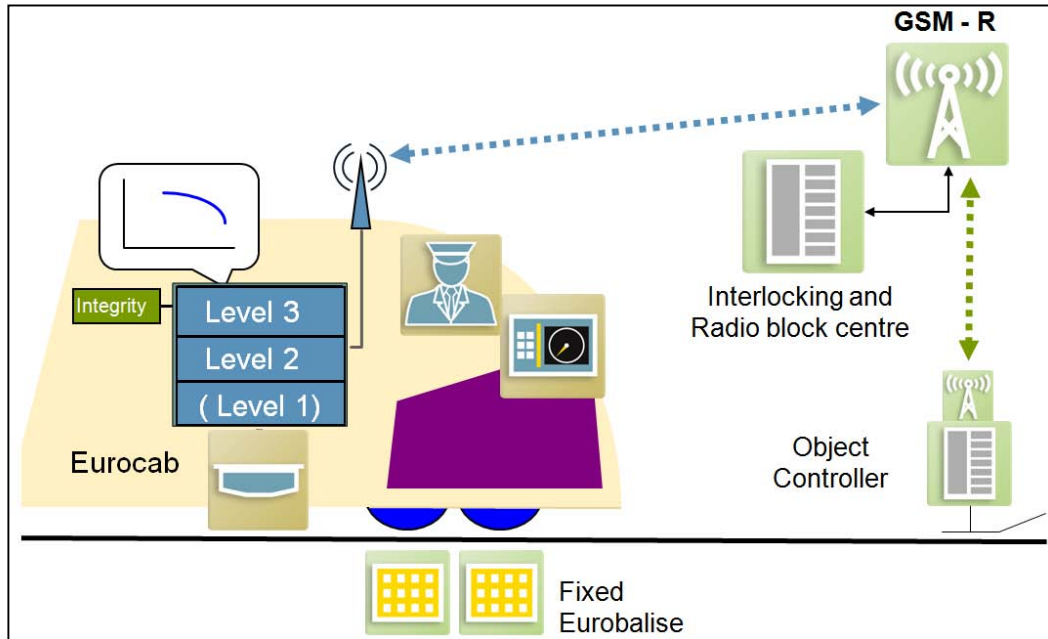 GSM - R
Integrity
Level 3
Level 2
( Level 1)
Eurocab
Interlocking and
Radio block centre
Object
Controller
Fixed
Eurobalise